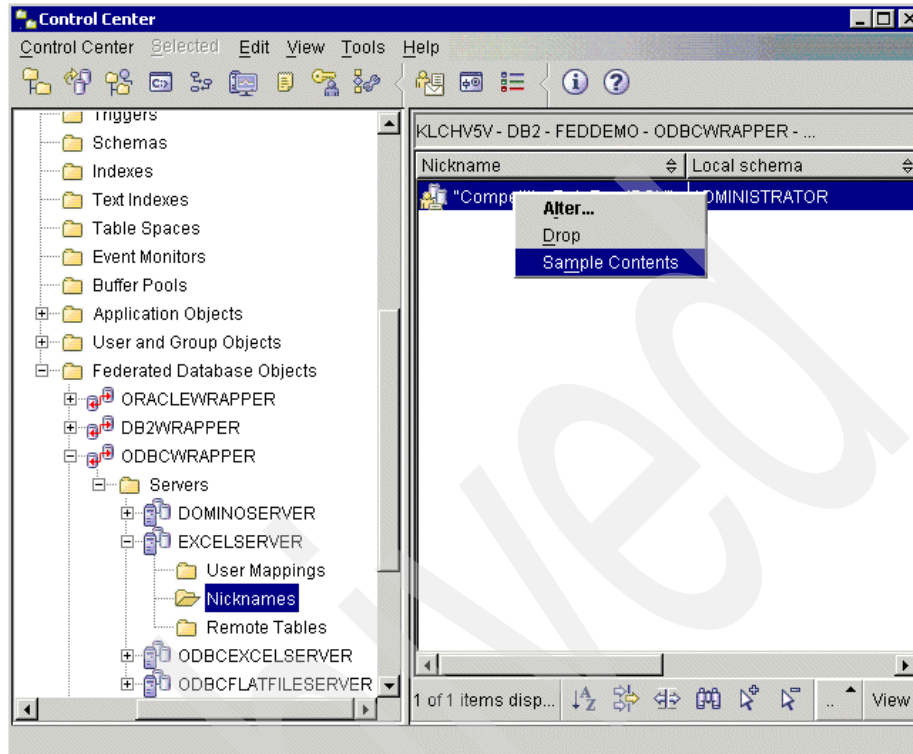 Control Center
Control Center Selected Edit View Tools Help
Triggers
Schemas
Indexes
Text Indexes
Table Spaces
Event Monitors
Buffer Pools
Application Objects
User and Group Objects
Federated Database Objects
ORACLEWRAPPER
DB2WRAPPER
ODBCWRAPPER
Servers
DOMINOSERVER
EXCELSERVER
User Mappings
Nicknames
Remote Tables
ODBCEXCELSERVER
ODBCFLATFILESERVER
KLCHV5V - DB2 - FEDDEMO - ODBCWRAPPER - ...
Nickname Local schema
"Compe
Alter...
Drop
Sample Contents
1 of 1 items disp... .. View